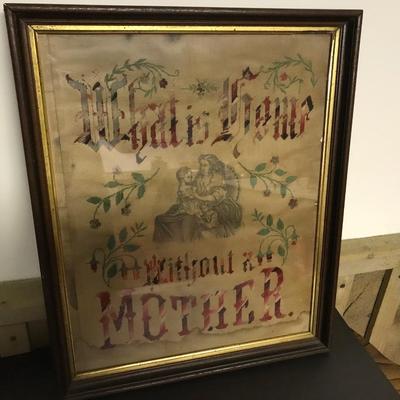 What is Home
Without a
MOTHER.